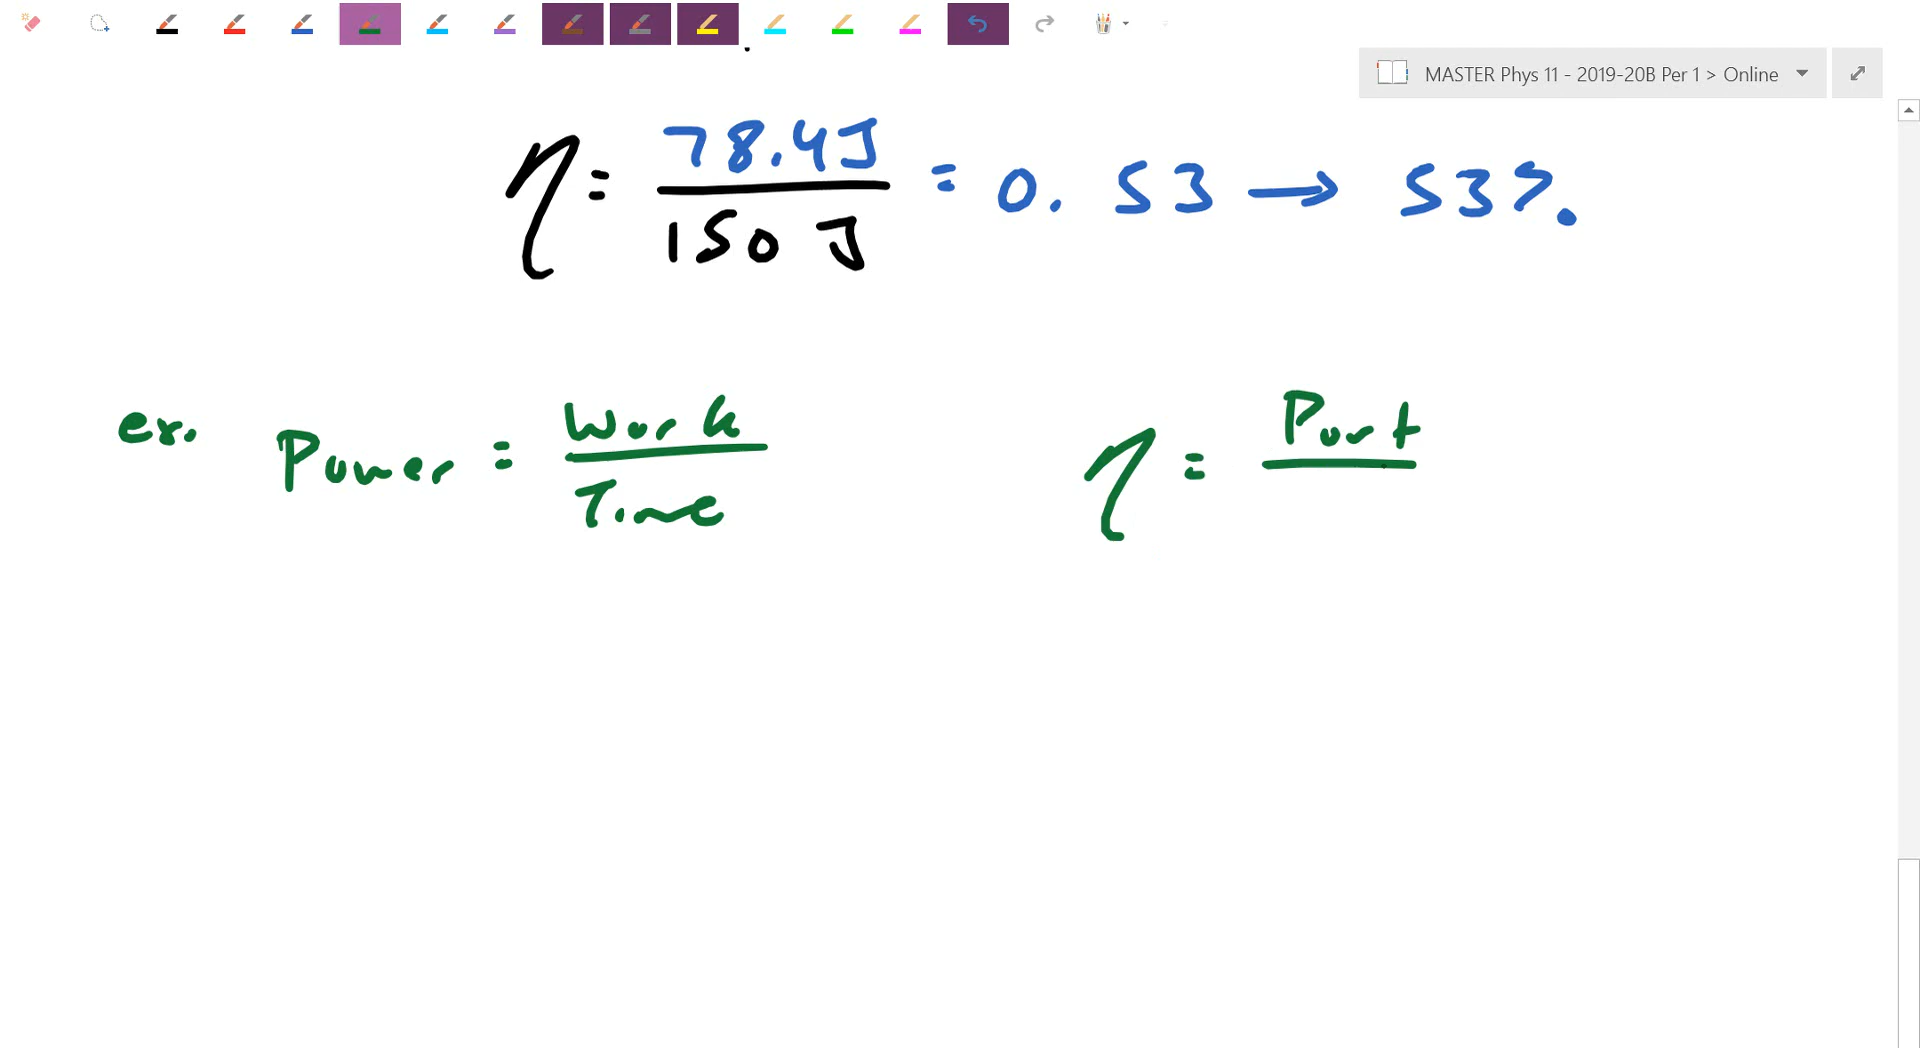 MASTER Phys 11 - 2019-20B Per 1 > Online
η = 78.4J / 150 J = 0.53 → 53%.
ex. Power = Work / Time
η = Pout